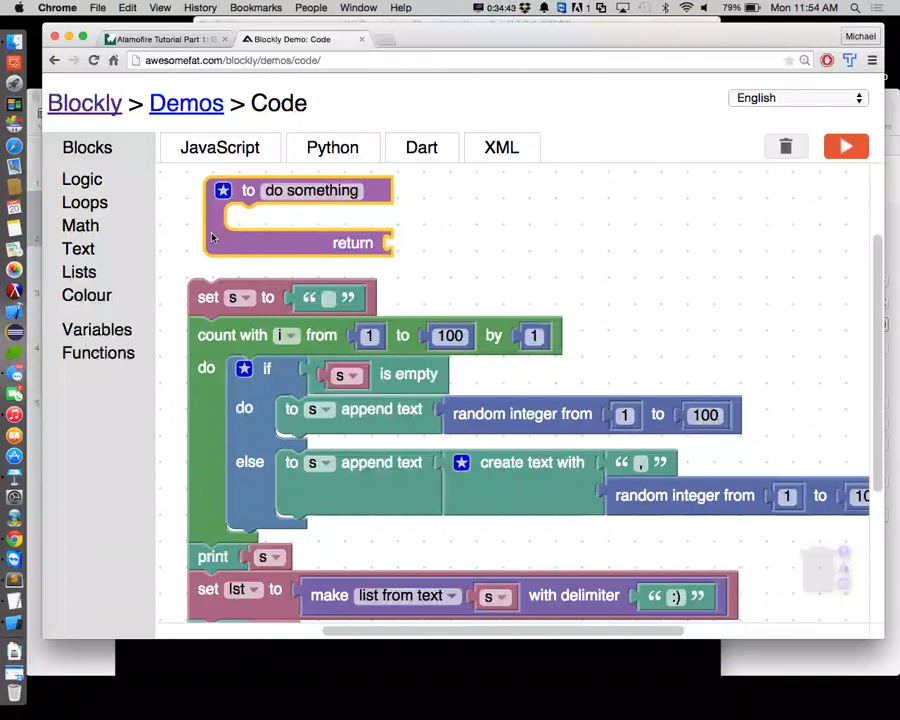 Chrome File Edit View History Bookmarks People Window Help 0:34:43 1 79% Mon 11:54 AM
Alamofire Tutorial Part 1: Blockly Demo: Code Michael
awesomefat.com/blockly/demos/code/
Blockly > Demos > Code English
Blocks JavaScript Python Dart XML
Logic
Loops
Math
Text
Lists
Colour
Variables
Functions
to do something
return
set s to “ ”
count with i from 1 to 100 by 1
do if s is empty
do to s append text random integer from 1 to 100
else to s append text create text with “ , ”
random integer from 1 to 10
print s
set lst to make list from text s with delimiter “ :) ”